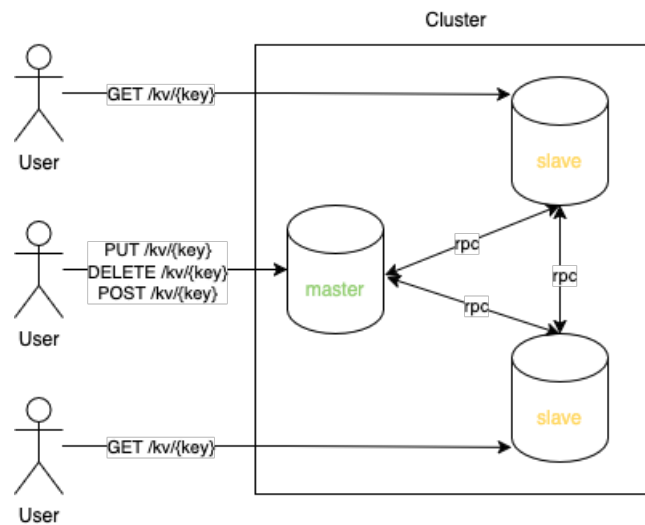 Cluster
GET /kv/{key}
slave
User
rpc
PUT /kv/{key}
DELETE /kv/{key}
POST /kv/{key}
master
rpc
rpc
User
slave
GET /kv/{key}
User